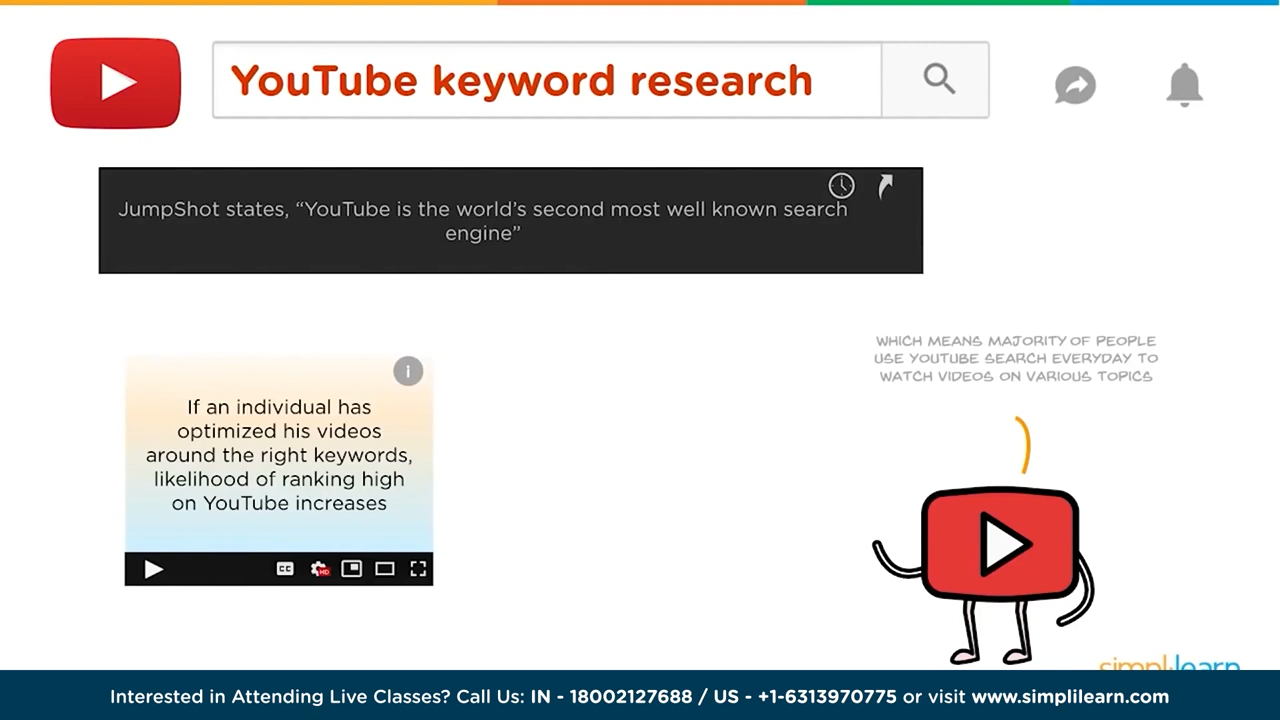 YouTube keyword research
JumpShot states, “YouTube is the world’s second most well known search
engine”
WHICH MEANS MAJORITY OF PEOPLE
USE YOUTUBE SEARCH EVERYDAY TO
WATCH VIDEOS ON VARIOUS TOPICS
i
If an individual has
optimized his videos
around the right keywords,
likelihood of ranking high
on YouTube increases
CC HD
simplilearn
Interested in Attending Live Classes? Call Us: IN - 18002127688 / US - +1-6313970775 or visit www.simplilearn.com